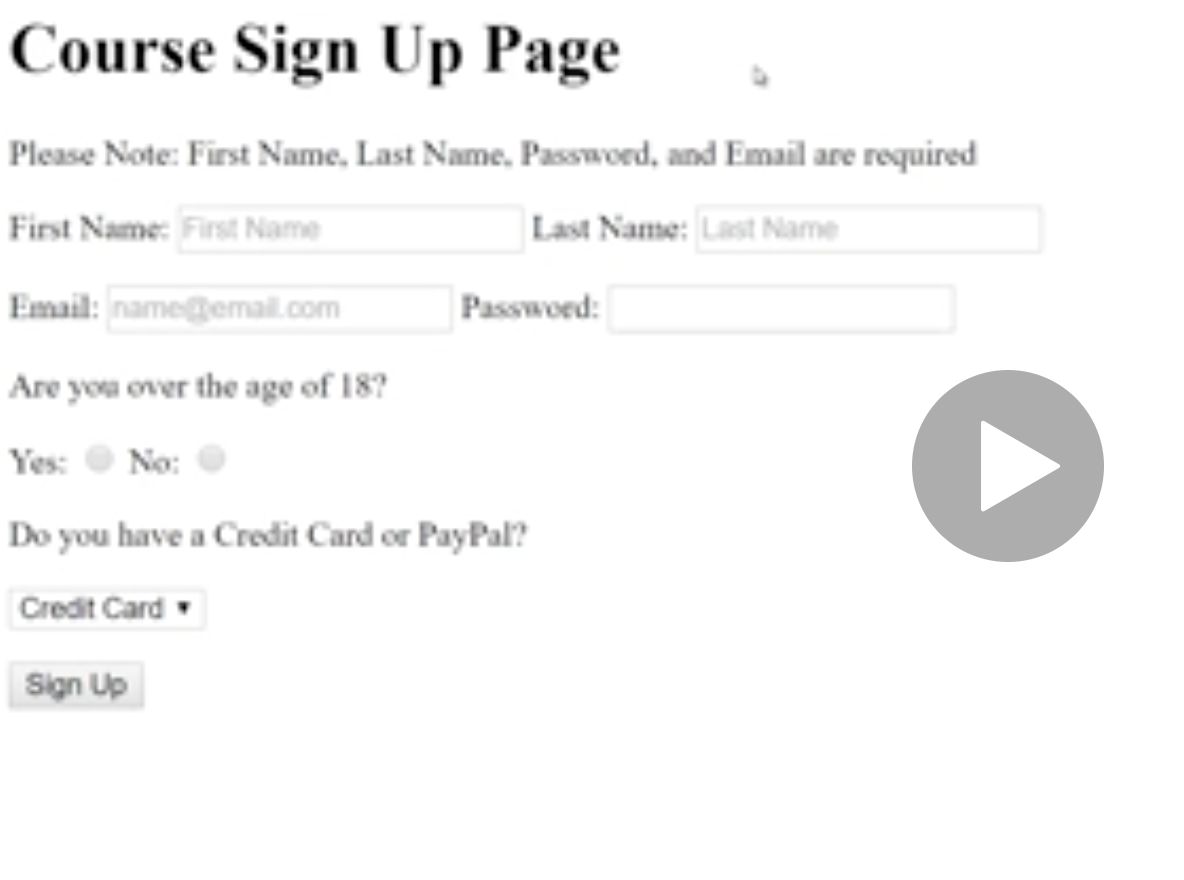 Course Sign Up Page
Please Note: First Name, Last Name, Password, and Email are required
First Name: First Name Last Name: Last Name
Email: name@email.com Password:
Are you over the age of 18?
Yes: No:
Do you have a Credit Card or PayPal?
Credit Card ▼
Sign Up